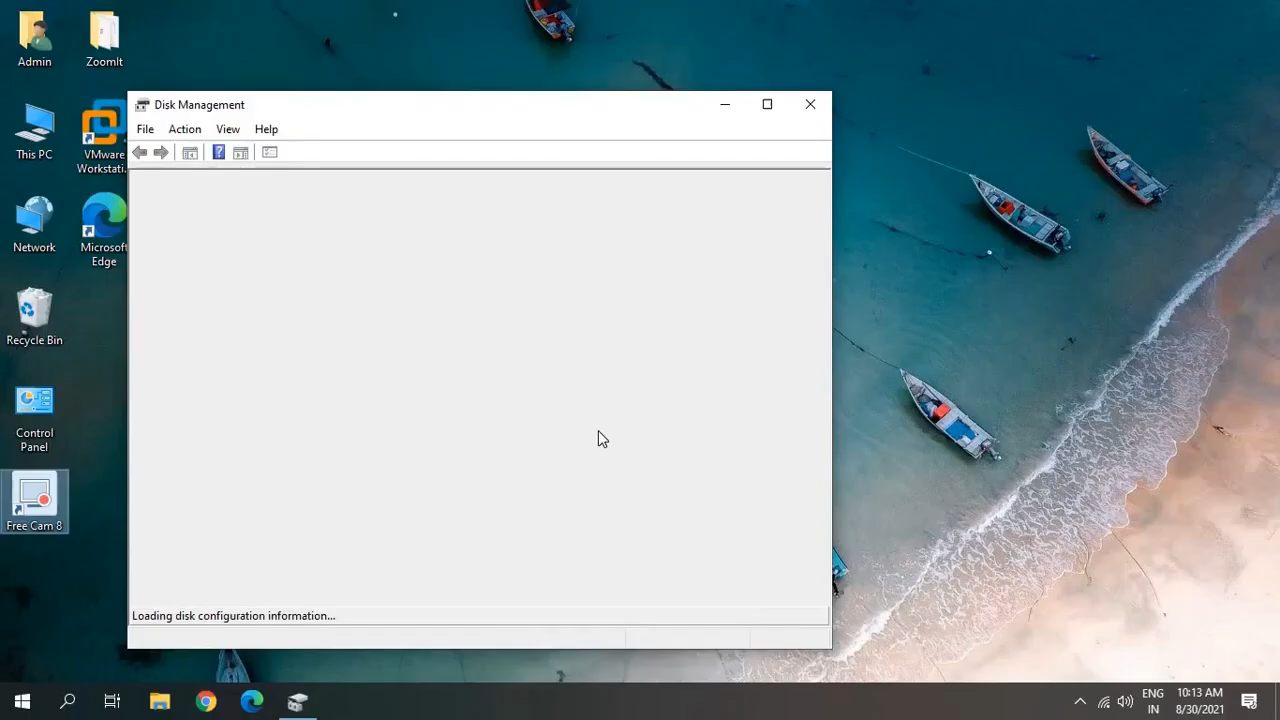 Admin
ZoomIt
This PC
VMware
Workstati...
Network
Microsoft
Edge
Recycle Bin
Control
Panel
Free Cam 8
Disk Management
File Action View Help
Loading disk configuration information...
ENG
IN
10:13 AM
8/30/2021